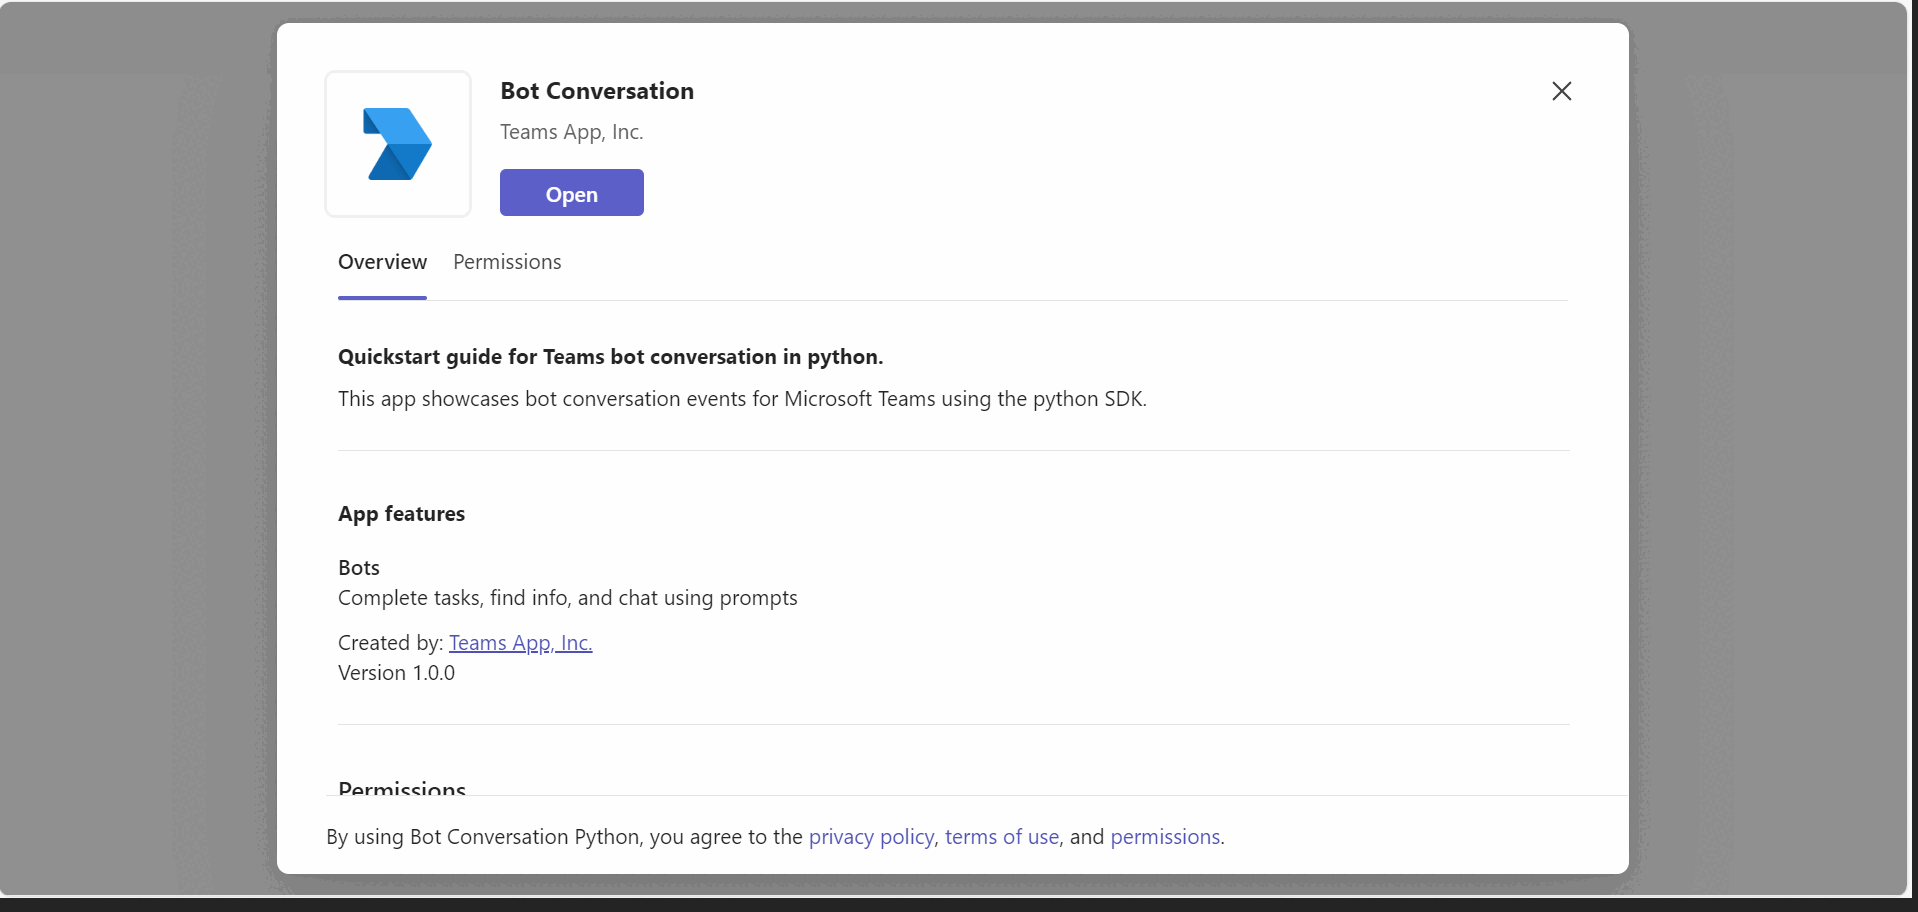 Bot Conversation
Teams App, Inc.
Open
Overview Permissions
Quickstart guide for Teams bot conversation in python.
This app showcases bot conversation events for Microsoft Teams using the python SDK.
App features
Bots
Complete tasks, find info, and chat using prompts
Created by: Teams App, Inc.
Version 1.0.0
Permissions
By using Bot Conversation Python, you agree to the privacy policy, terms of use, and permissions.